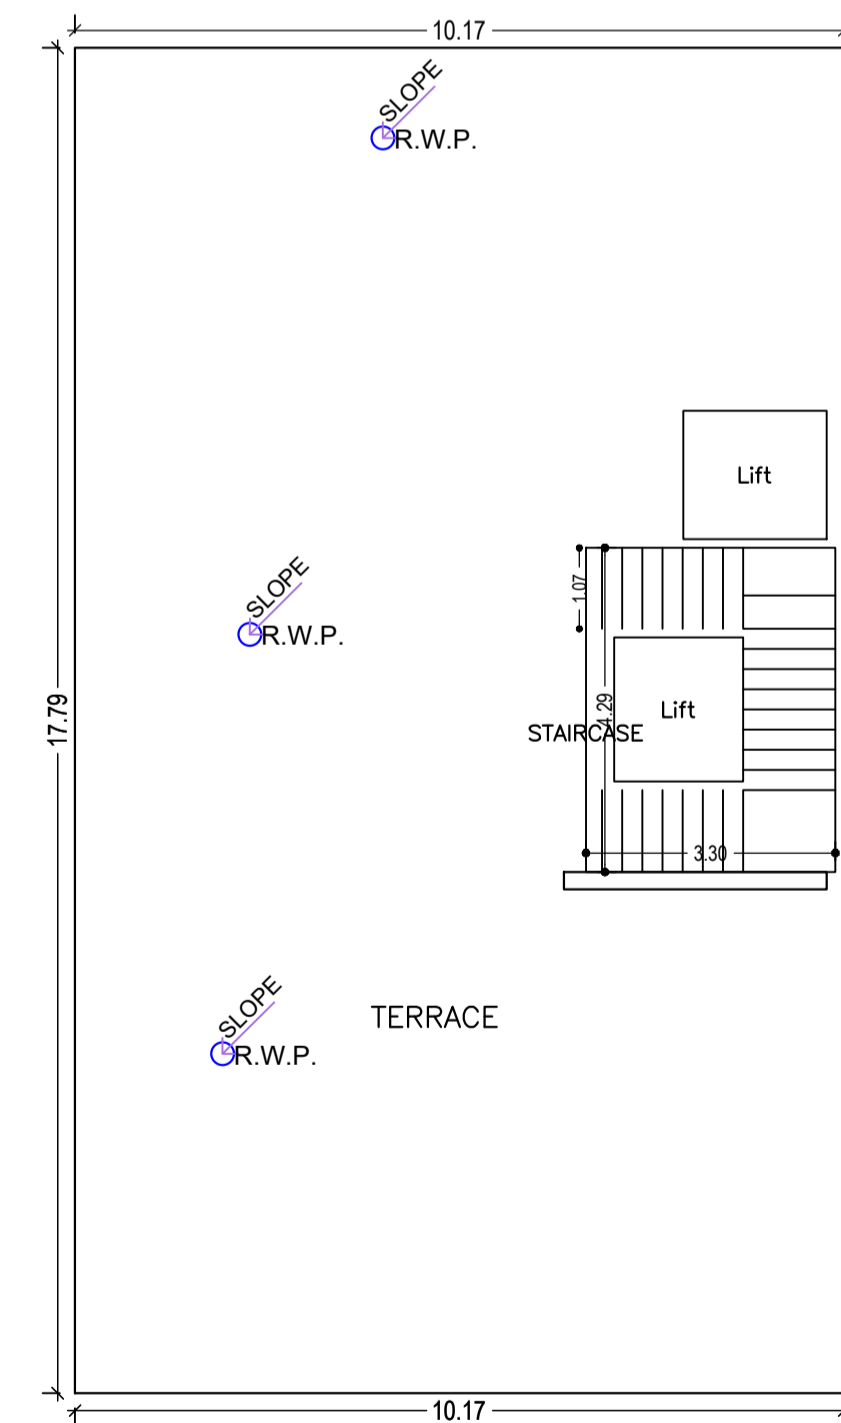 10.17
SLOPE
R.W.P.
Lift
1.07
SLOPE
R.W.P.
17.79
4.29
Lift
STAIRCASE
3.30
SLOPE
TERRACE
R.W.P.
10.17